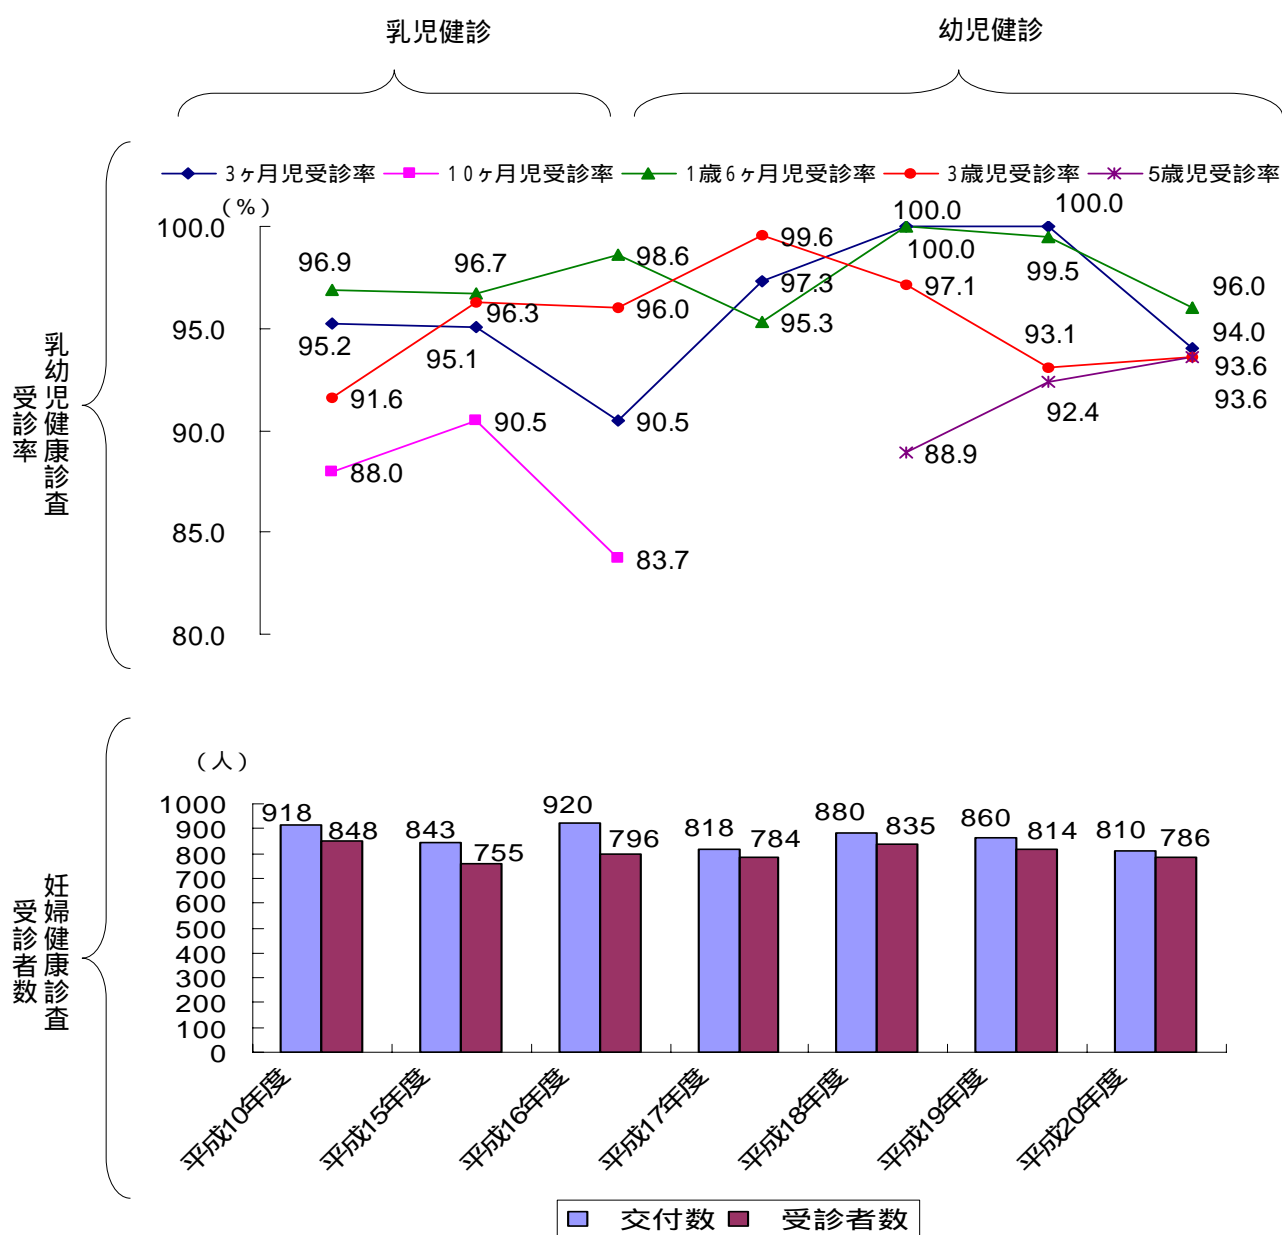 乳児健診 幼児健診
3ヶ月児受診率 10ヶ月児受診率 1歳6ヶ月児受診率 3歳児受診率 5歳児受診率
(%)
乳幼児健康診査
受診率
100.0
95.0
90.0
85.0
80.0
96.9 96.7 98.6 99.6 100.0 100.0
97.3 100.0 99.5 96.0
95.2 95.1 96.3 96.0 95.3 97.1 93.1 94.0
91.6 90.5 90.5 92.4 93.6
88.0 88.9 93.6
83.7
(人)
妊婦健康診査
受診者数
1000
900
800
700
600
500
400
300
200
100
0
918 848 843 755 920 796 818 784 880 835 860 814 810 786
平成10年度 平成15年度 平成16年度 平成17年度 平成18年度 平成19年度 平成20年度
交付数 受診者数